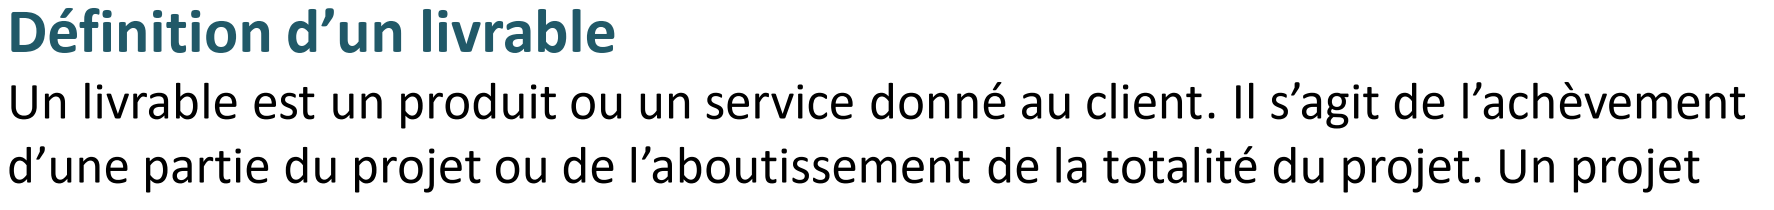 Définition d’un livrable
Un livrable est un produit ou un service donné au client. Il s’agit de l’achèvement
d’une partie du projet ou de l’aboutissement de la totalité du projet. Un projet